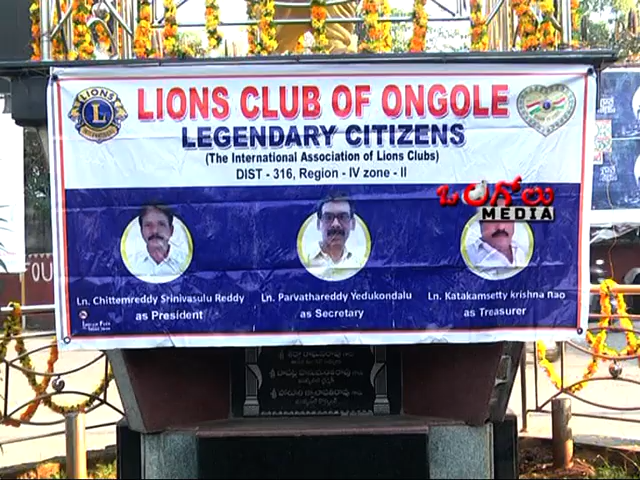 LIONS
L
LIONS CLUB OF ONGOLE
LEGENDARY CITIZENS
(The International Association of Lions Clubs)
DIST - 316, Region - IV zone - II
ఒంగోలు
MEDIA
Ln. Chittemreddy Srinivasulu Reddy
as President
Ln. Parvathareddy Yedukondalu
as Secretary
Ln. Katakamsetty krishna Rao
as Treasurer